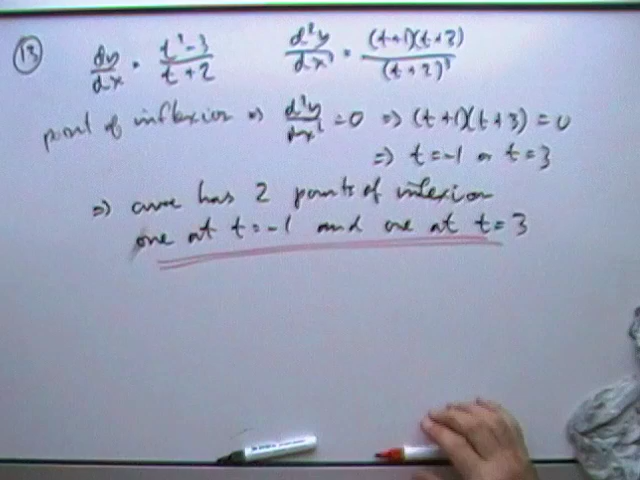 (13) dy/dx = (t²-3)/(t+2) d²y/dx² = (t+1)(t+3)/(t+2)³
point of inflexion => d²y/dx² = 0 => (t+1)(t+3) = 0
=> t = -1 or t = 3
=> curve has 2 points of inflexion
one at t = -1 and one at t = 3